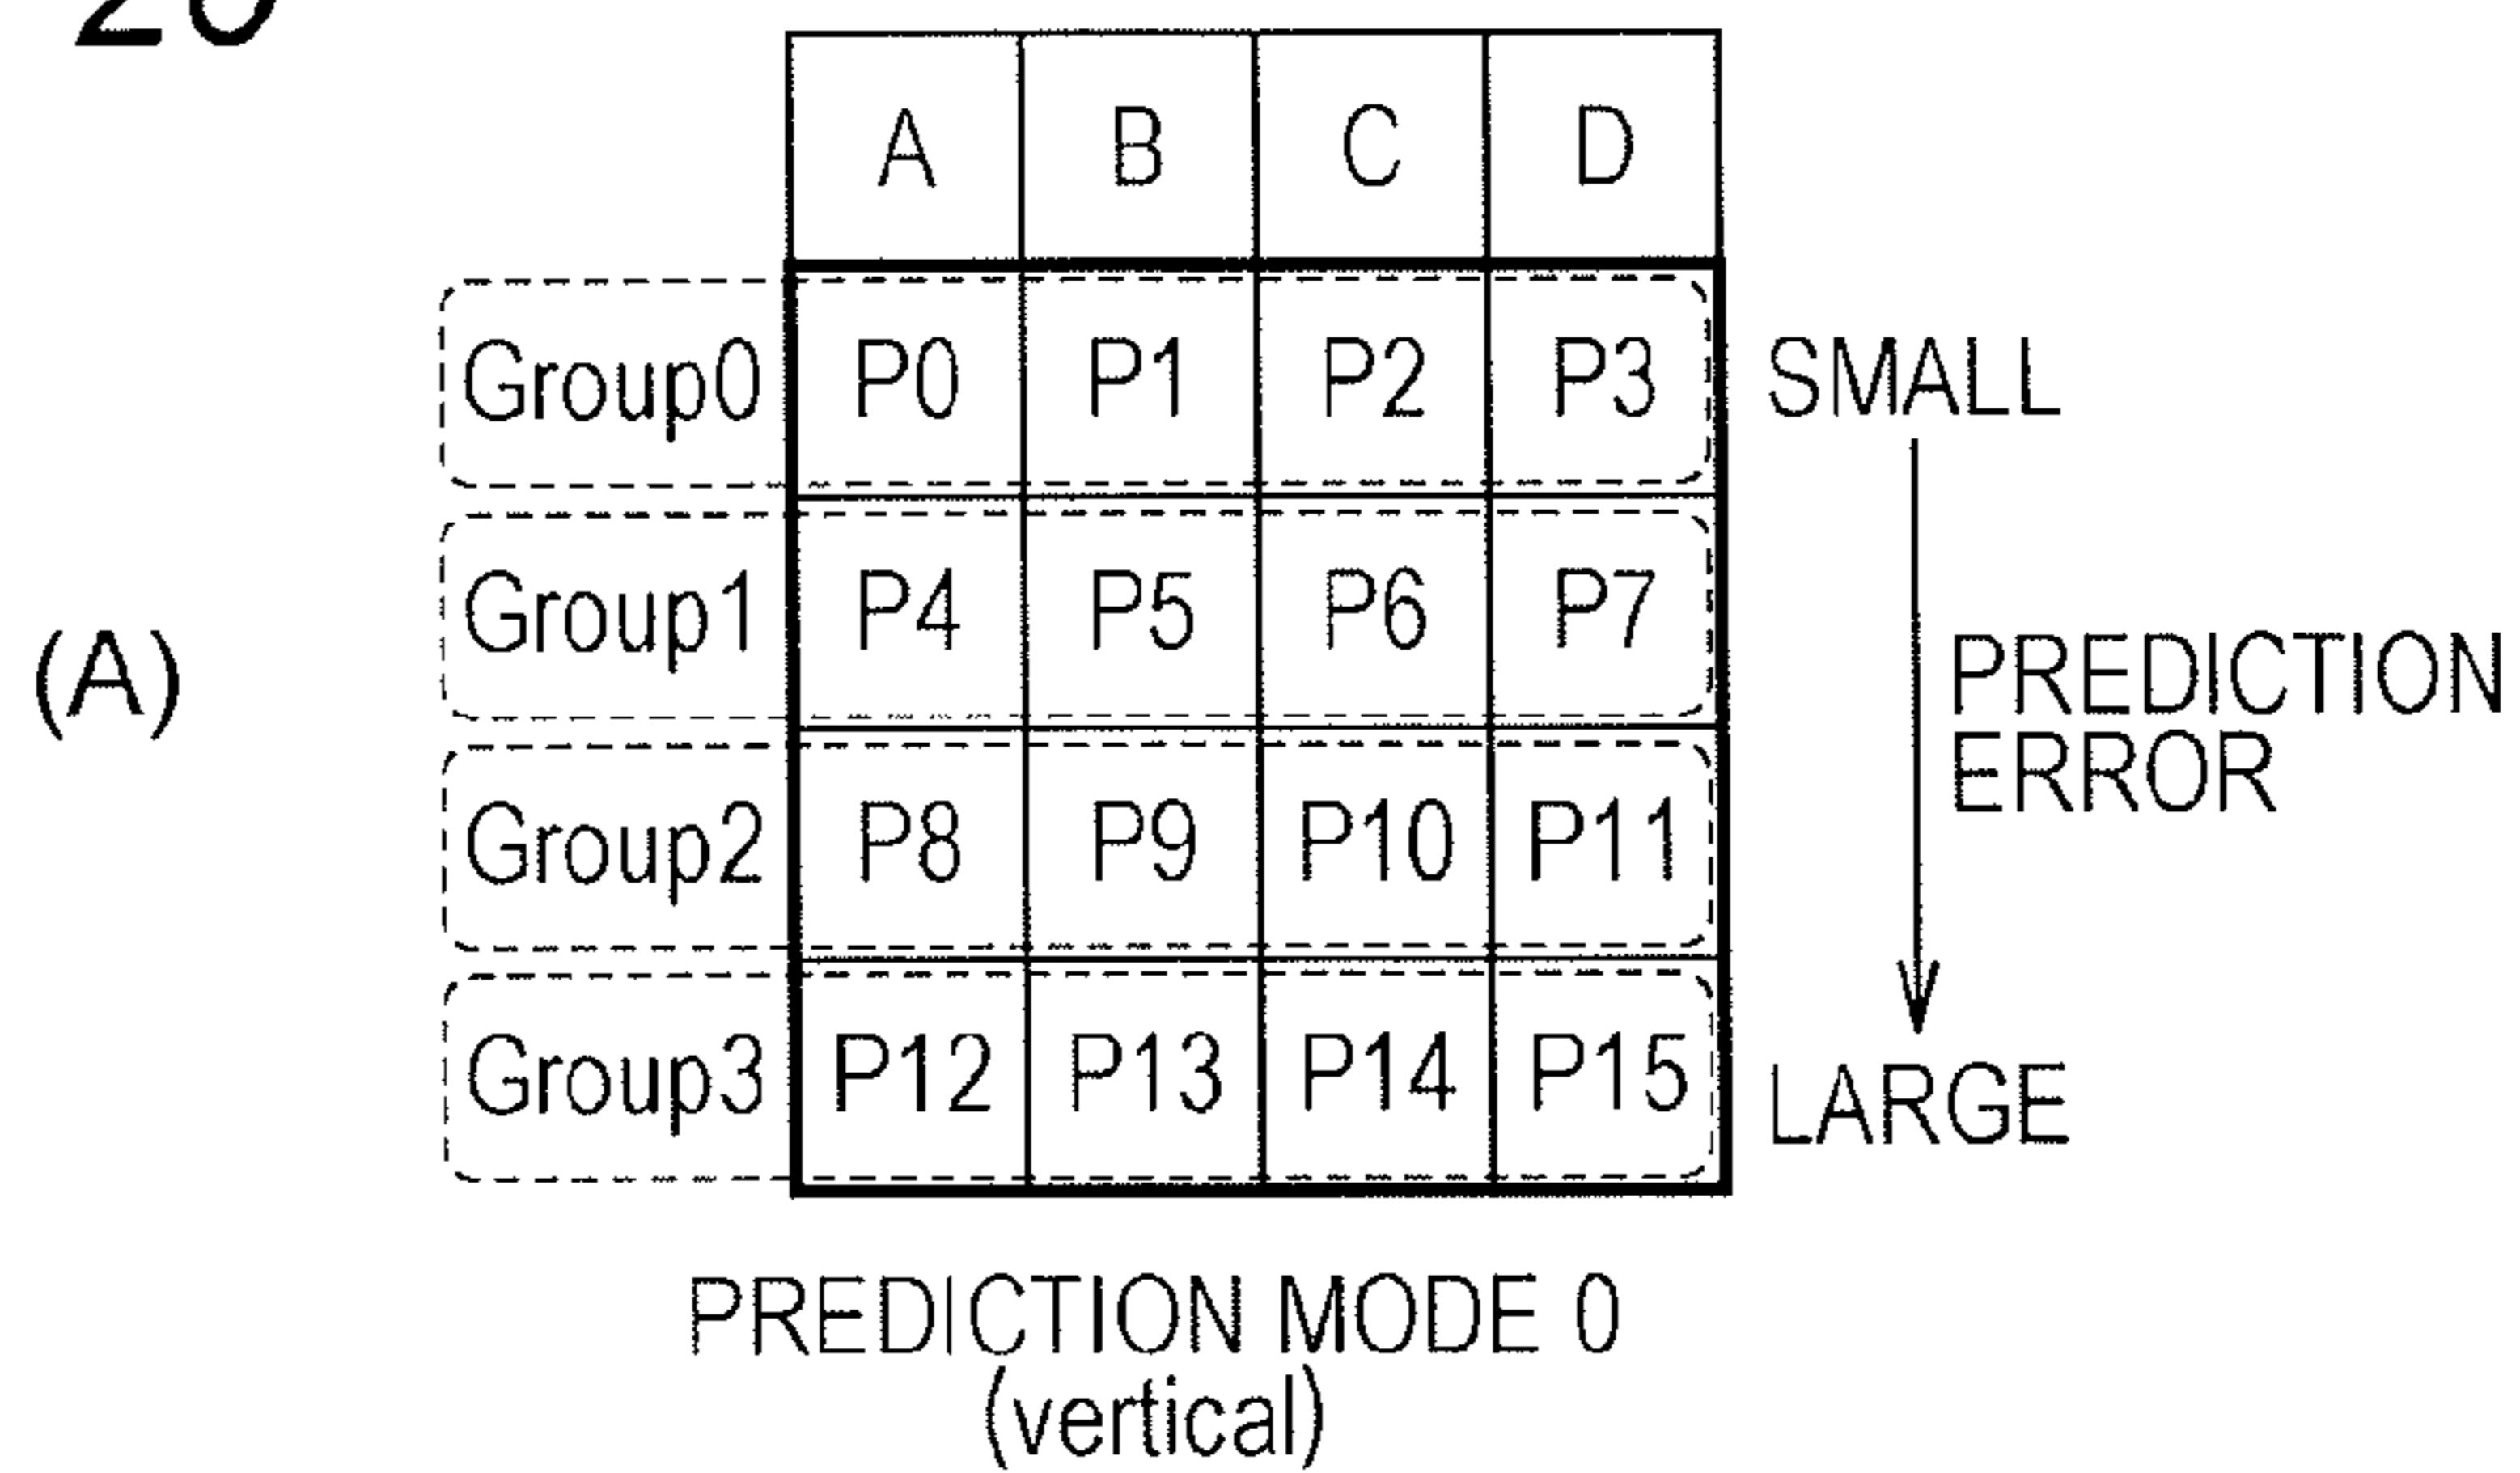 A B C D
Group0 P0 P1 P2 P3 SMALL
Group1 P4 P5 P6 P7
(A)
PREDICTION
ERROR
Group2 P8 P9 P10 P11
Group3 P12 P13 P14 P15 LARGE
PREDICTION MODE 0
(vertical)